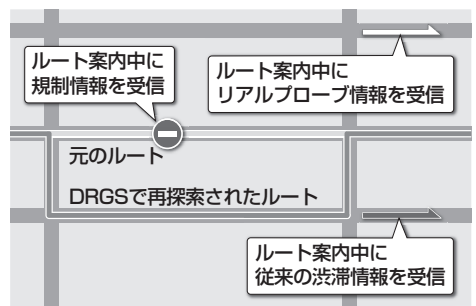 ルート案内中に
規制情報を受信
ルート案内中に
リアルプローブ情報を受信
元のルート
DRGSで再探索されたルート
ルート案内中に
従来の渋滞情報を受信